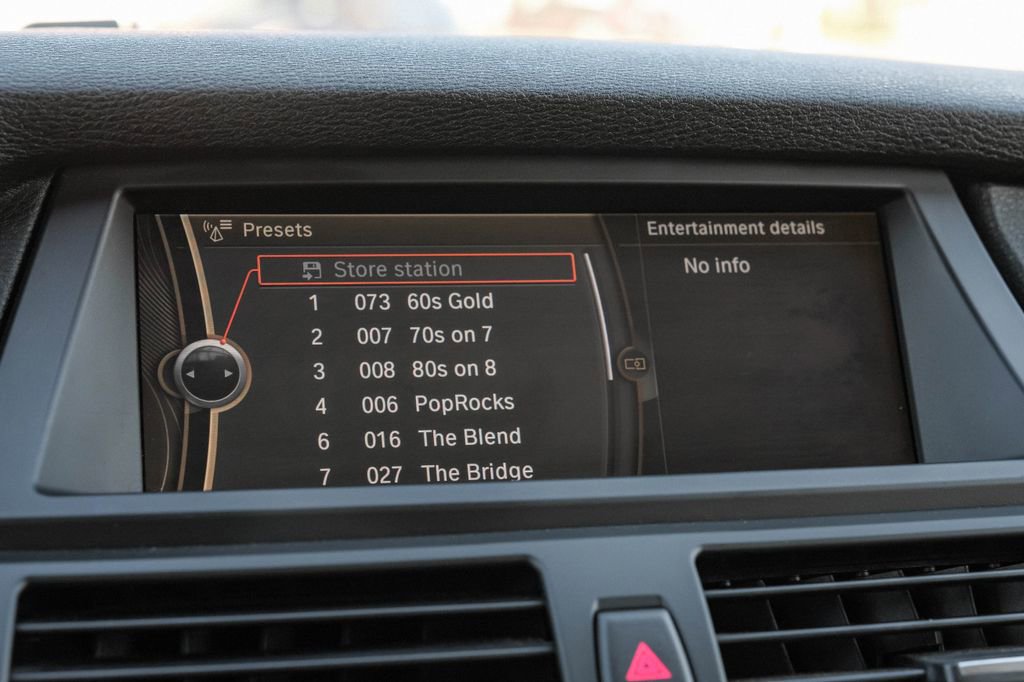 Presets
Entertainment details
Store station
No info
1 073 60s Gold
2 007 70s on 7
3 008 80s on 8
4 006 PopRocks
6 016 The Blend
7 027 The Bridge